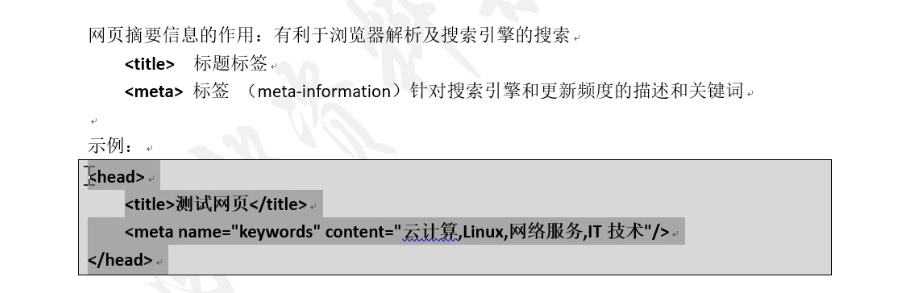 网页摘要信息的作用：有利于浏览器解析及搜索引擎的搜索
<title> 标题标签
<meta> 标签 （meta-information）针对搜索引擎和更新频度的描述和关键词
示例：
<head>
<title>测试网页</title>
<meta name="keywords" content="云计算,Linux,网络服务,IT 技术"/>
</head>